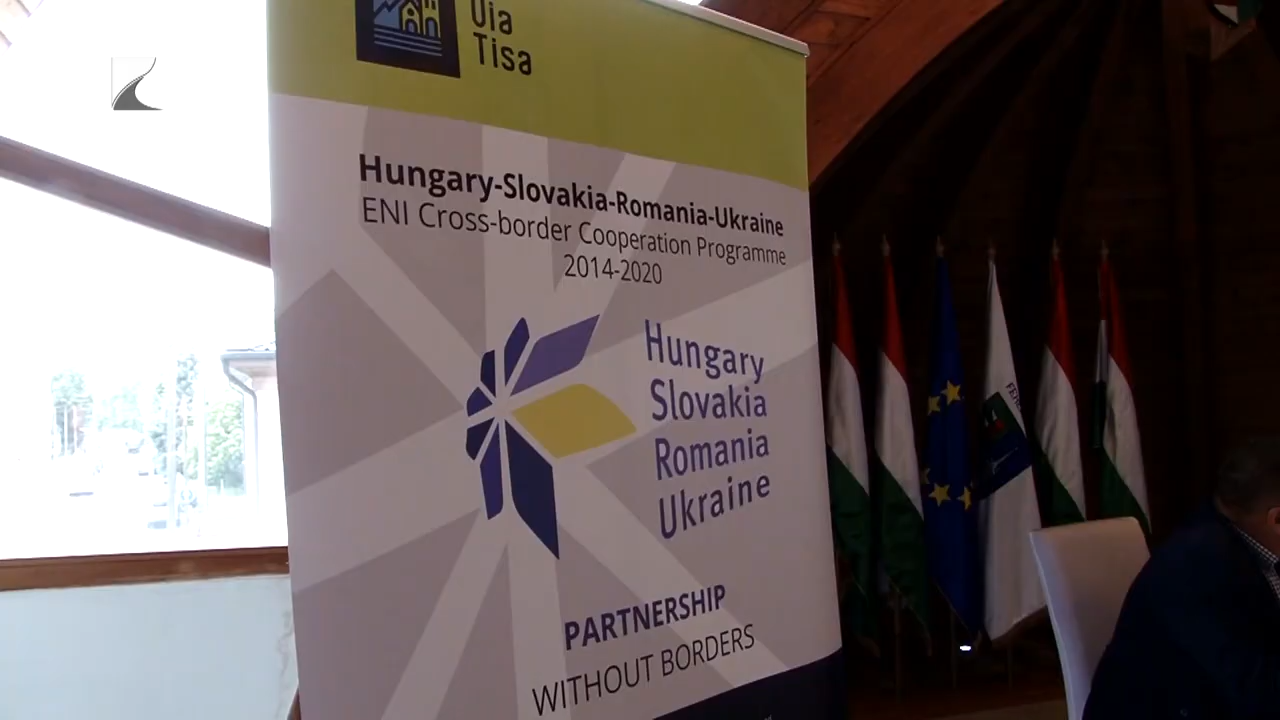 Via
Tisa
Hungary-Slovakia-Romania-Ukraine
ENI Cross-border Cooperation Programme
2014-2020
Hungary
Slovakia
Romania
Ukraine
PARTNERSHIP
WITHOUT BORDERS